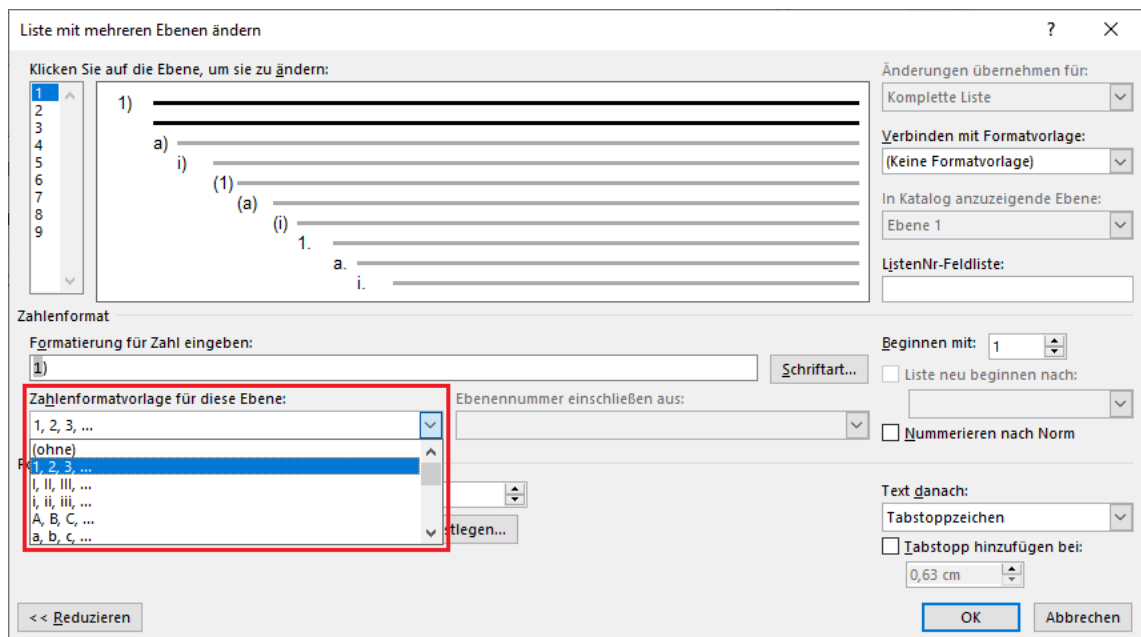 Liste mit mehreren Ebenen ändern
?
Klicken Sie auf die Ebene, um sie zu ändern:
1
2
3
4
5
6
7
8
9
1)
a)
i)
(1)
(a)
(i)
1.
a.
i.
Änderungen übernehmen für:
Komplette Liste
Verbinden mit Formatvorlage:
(Keine Formatvorlage)
In Katalog anzuzeigende Ebene:
Ebene 1
ListenNr-Feldliste:
Zahlenformat
Formatierung für Zahl eingeben:
1)
Schriftart...
Beginnen mit: 1
Liste neu beginnen nach:
Zahlenformatvorlage für diese Ebene:
1, 2, 3, ...
Ebenennummer einschließen aus:
Nummerieren nach Norm
(ohne)
1, 2, 3, ...
I, II, III, ...
i, ii, iii, ...
A, B, C, ...
a, b, c, ...
stlegen...
Text danach:
Tabstoppzeichen
Tabstopp hinzufügen bei:
0,63 cm
<< Reduzieren
OK
Abbrechen